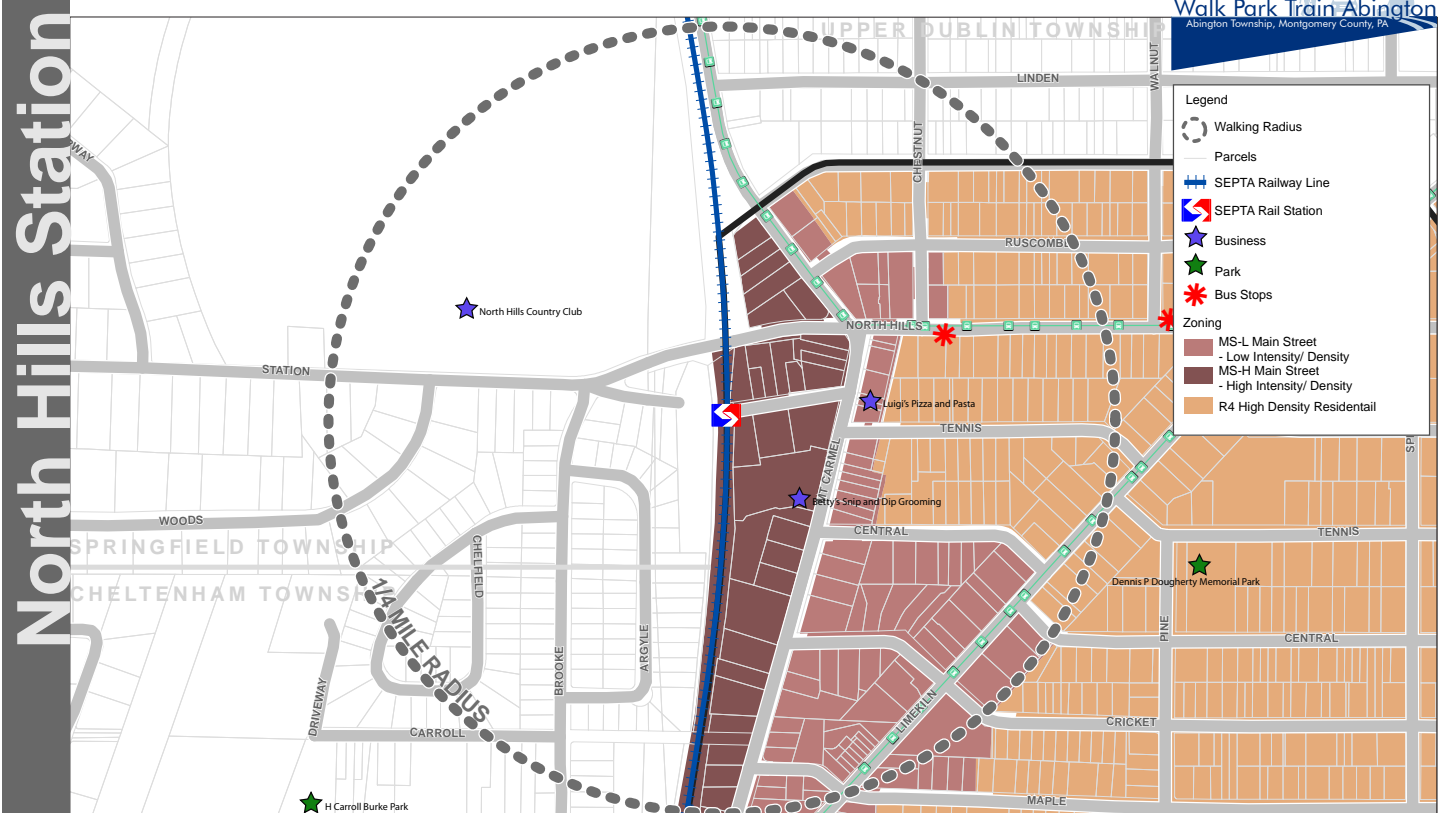 North Hills Station
Walk Park Train Abington
Abington Township, Montgomery County, PA
UPPER DUBLIN TOWNSHIP
LINDEN
WALNUT
CHESTNUT
Legend
Walking Radius
Parcels
SEPTA Railway Line
SEPTA Rail Station
Business
Park
Bus Stops
Zoning
MS-L Main Street
- Low Intensity/ Density
MS-H Main Street
- High Intensity/ Density
R4 High Density Residentail
RUSCOMBE
North Hills Country Club
NORTH HILLS
STATION
Luigi's Pizza and Pasta
TENNIS
MT CARMEL
Betty's Snip and Dip Grooming
WOODS
CENTRAL
TENNIS
SPRINGFIELD TOWNSHIP
CHELTENHAM TOWNSH
CHELFIELD
1/4 MILE RADIUS
Dennis P Dougherty Memorial Park
PINE
CENTRAL
BROOKE
ARGYLE
DRIVEWAY
LIMEKILN
CARROLL
CRICKET
MAPLE
H Carroll Burke Park